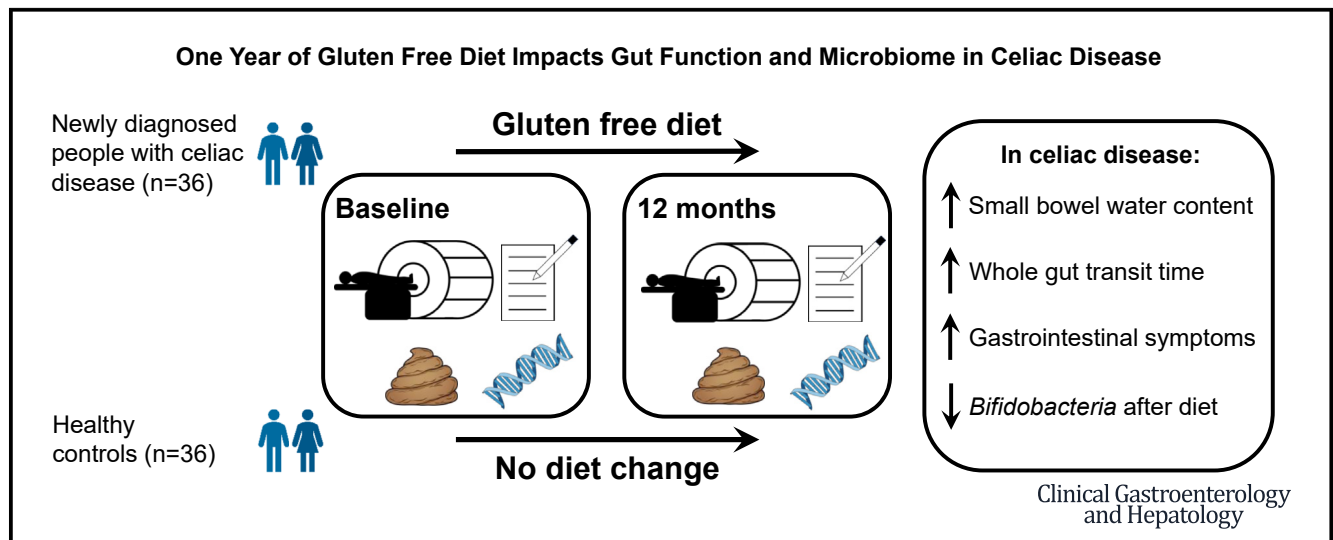 One Year of Gluten Free Diet Impacts Gut Function and Microbiome in Celiac Disease
Newly diagnosed
people with celiac
disease (n=36)
Gluten free diet
Baseline
12 months
Healthy
controls (n=36)
No diet change
In celiac disease:
Small bowel water content
Whole gut transit time
Gastrointestinal symptoms
Bifidobacteria after diet
Clinical Gastroenterology
and Hepatology